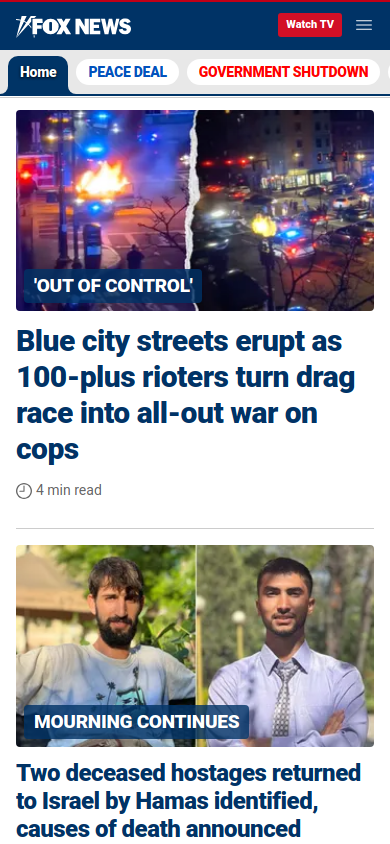 FOX NEWS
Watch TV
Home
PEACE DEAL
GOVERNMENT SHUTDOWN
'OUT OF CONTROL'
Blue city streets erupt as
100-plus rioters turn drag
race into all-out war on
cops
4 min read
MOURNING CONTINUES
Two deceased hostages returned
to Israel by Hamas identified,
causes of death announced